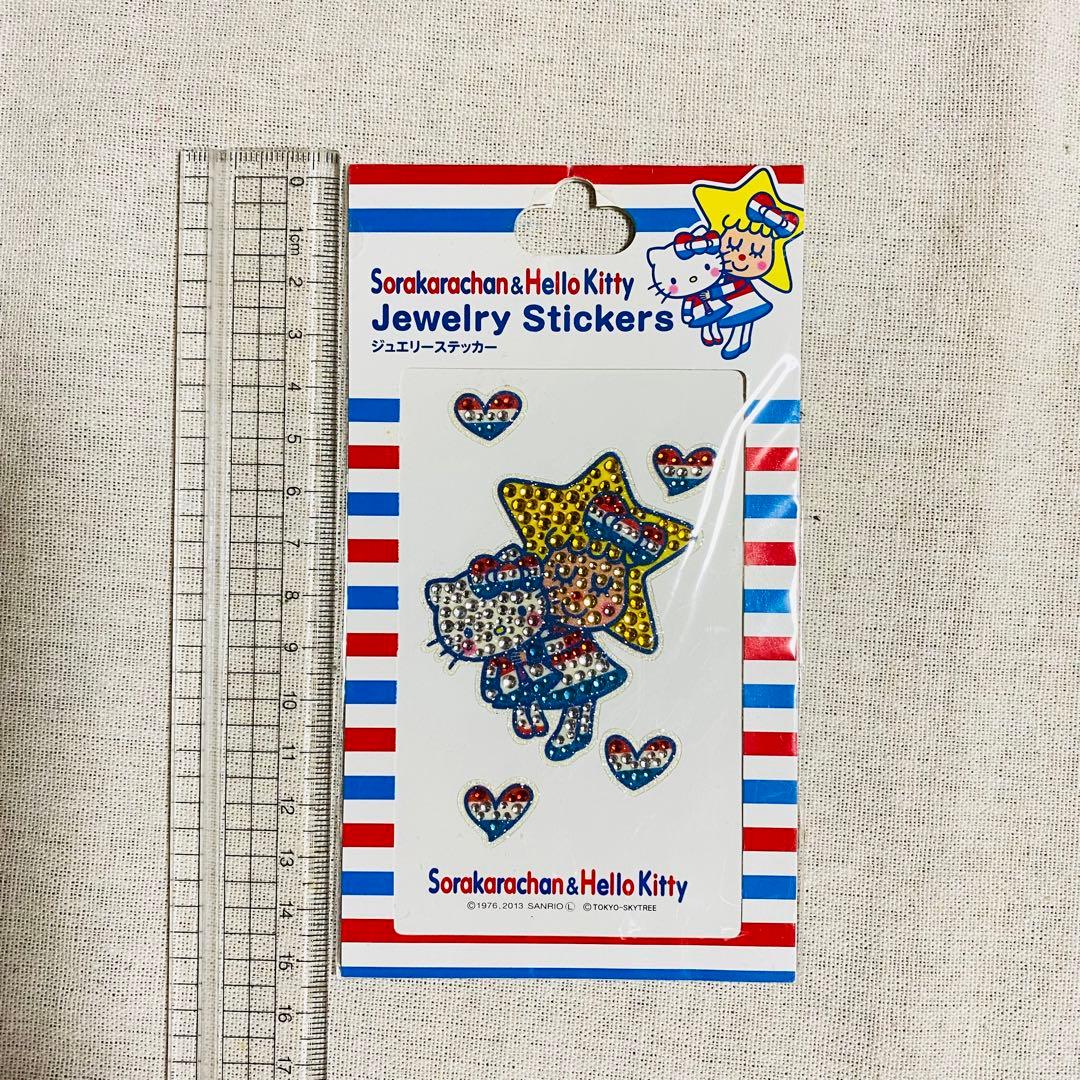 Sorakarachan & Hello Kitty
Jewelry Stickers
ジュエリーステッカー
Sorakarachan & Hello Kitty
©1976, 2013 SANRIO Ⓛ ©TOKYO-SKYTREE
0
1cm
2
3
4
5
6
7
8
9
10
11
12
13
14
15
16
17